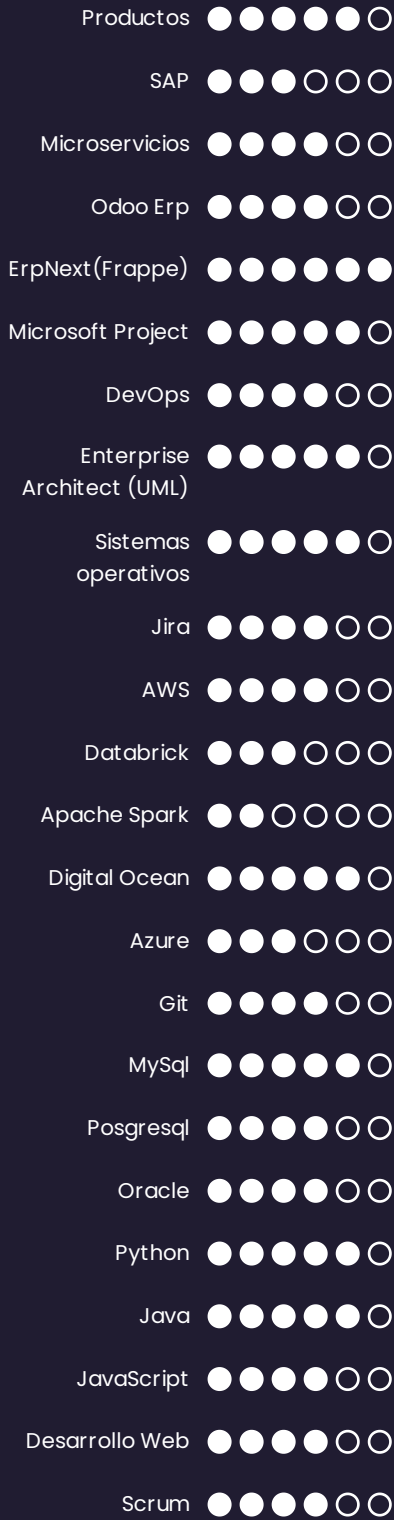 Productos
SAP
Microservicios
Odoo Erp
ErpNext(Frappe)
Microsoft Project
DevOps
Enterprise
Architect (UML)
Sistemas
operativos
Jira
AWS
Databrick
Apache Spark
Digital Ocean
Azure
Git
MySql
Posgresql
Oracle
Python
Java
JavaScript
Desarrollo Web
Scrum